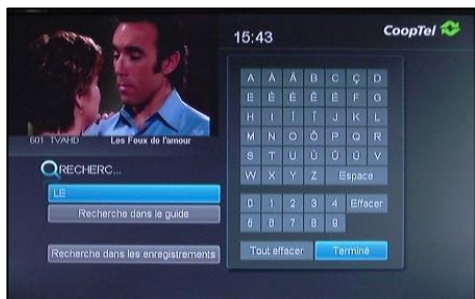 15:43
CoopTel
601 TVAHD Les Feux de l'amour
RECHERC...
LE
Recherche dans le guide
Recherche dans les enregistrements
A À Â B C Ç D
E È É Ê Ë F G
H I Ï Î J K L
M N O Ô P Q R
S T U Ù Û Ü V
W X Y Z Espace
0 1 2 3 4 Effacer
5 6 7 8 9
Tout effacer Terminé